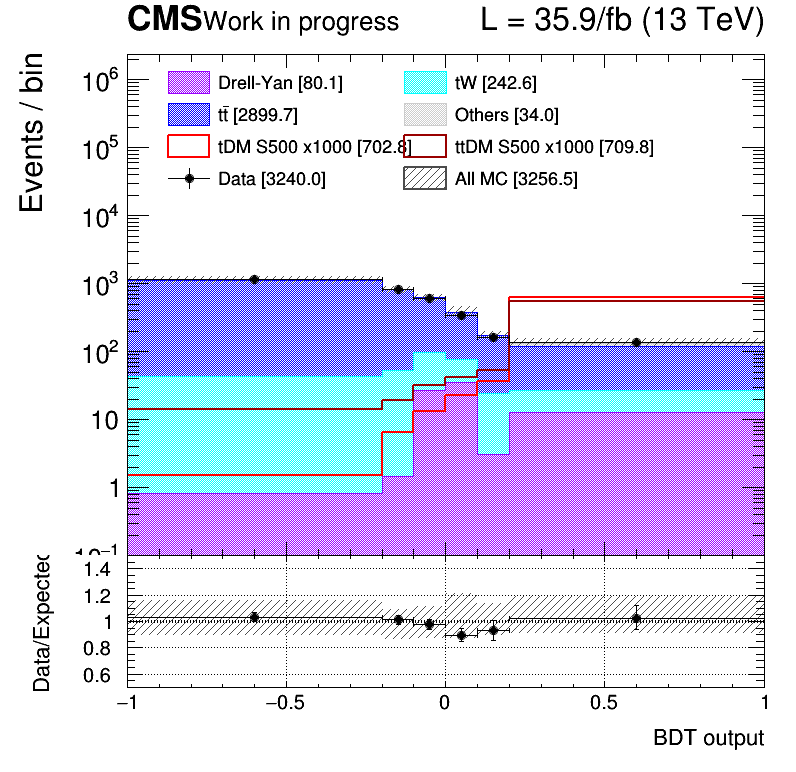 CMS Work in progress L = 35.9/fb (13 TeV)
Events / bin
Drell-Yan [80.1] tW [242.6]
tt̄ [2899.7] Others [34.0]
tDM S500 x1000 [702.8] ttDM S500 x1000 [709.8]
Data [3240.0] All MC [3256.5]
10⁶
10⁵
10⁴
10³
10²
10
1
10⁻¹
Data/Expected
1.4
1.2
1
0.8
0.6
−1 −0.5 0 0.5 1
BDT output